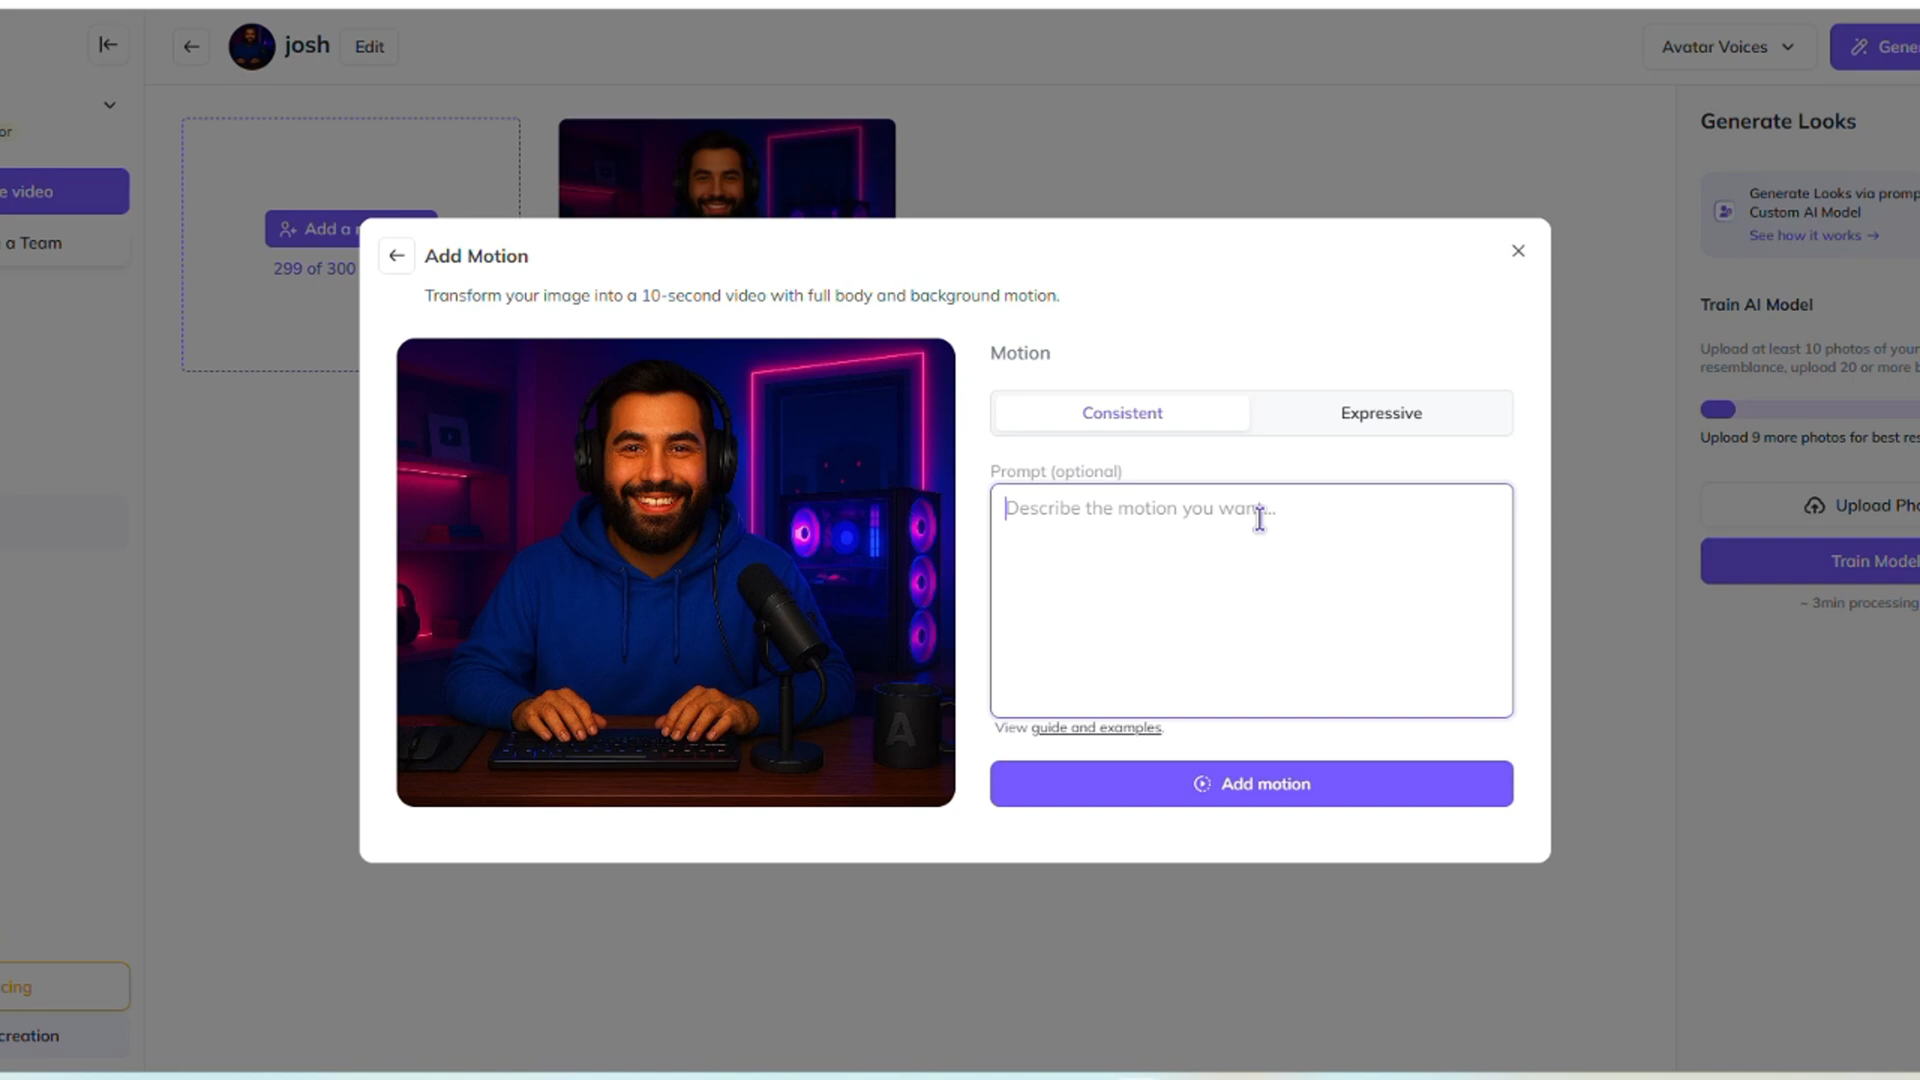 josh
Edit
Avatar Voices
Gene
or
e video
a Team
Add a
299 of 300
cing
creation
Add Motion
Transform your image into a 10-second video with full body and background motion.
A
Motion
Consistent
Expressive
Prompt (optional)
Describe the motion you want...
View guide and examples.
Add motion
Generate Looks
Generate Looks via promp
Custom AI Model
See how it works →
Train AI Model
Upload at least 10 photos of your
resemblance, upload 20 or more b
Upload 9 more photos for best res
Upload Pho
Train Model
~ 3min processing